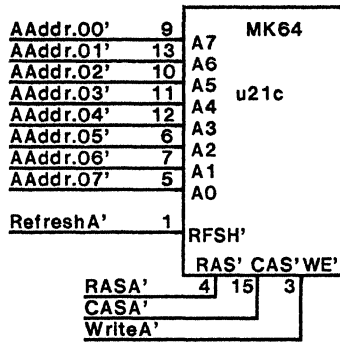 AAddr.00' 9 A7 MK64
AAddr.01' 13 A6
AAddr.02' 10 A5 u21c
AAddr.03' 11 A4
AAddr.04' 12 A3
AAddr.05' 6 A2
AAddr.06' 7 A1
AAddr.07' 5 A0
RefreshA' 1 RFSH'
RAS' CAS' WE'
RASA' 4 15 3
CASA'
WriteA'